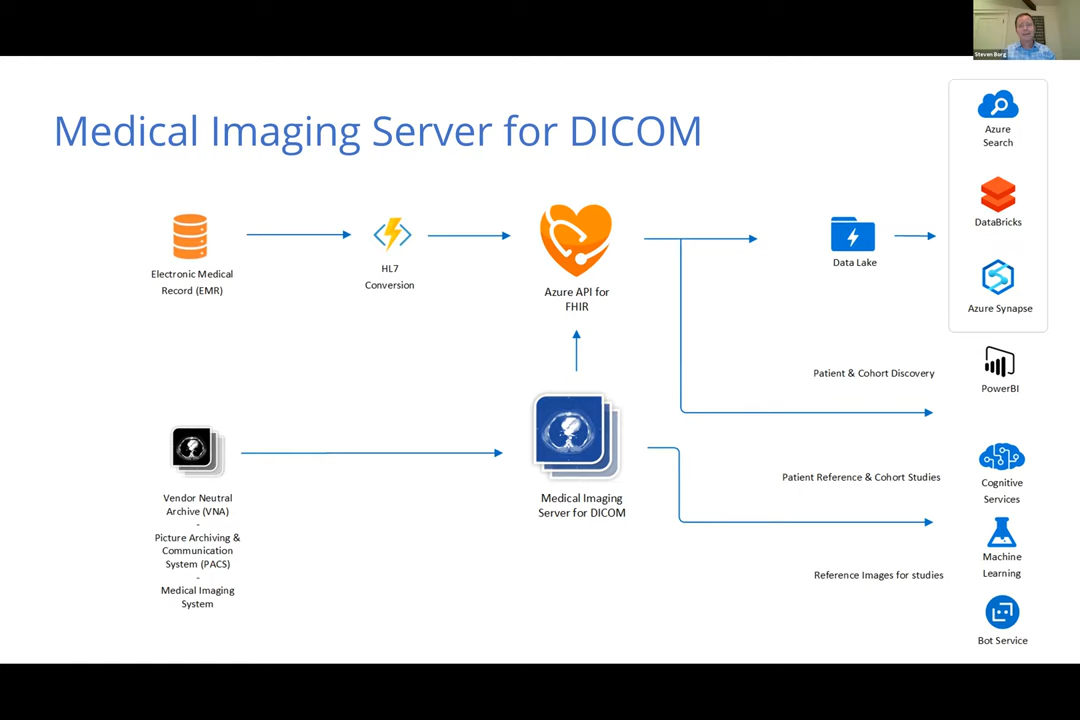 Steven Borg
Medical Imaging Server for DICOM
Azure
Search
DataBricks
Azure Synapse
Electronic Medical
Record (EMR)
HL7
Conversion
Azure API for
FHIR
Data Lake
Patient & Cohort Discovery
PowerBI
Vendor Neutral
Archive (VNA)
-
Picture Archiving &
Communication
System (PACS)
-
Medical Imaging
System
Medical Imaging
Server for DICOM
Patient Reference & Cohort Studies
Cognitive
Services
Machine
Learning
Reference Images for studies
Bot Service